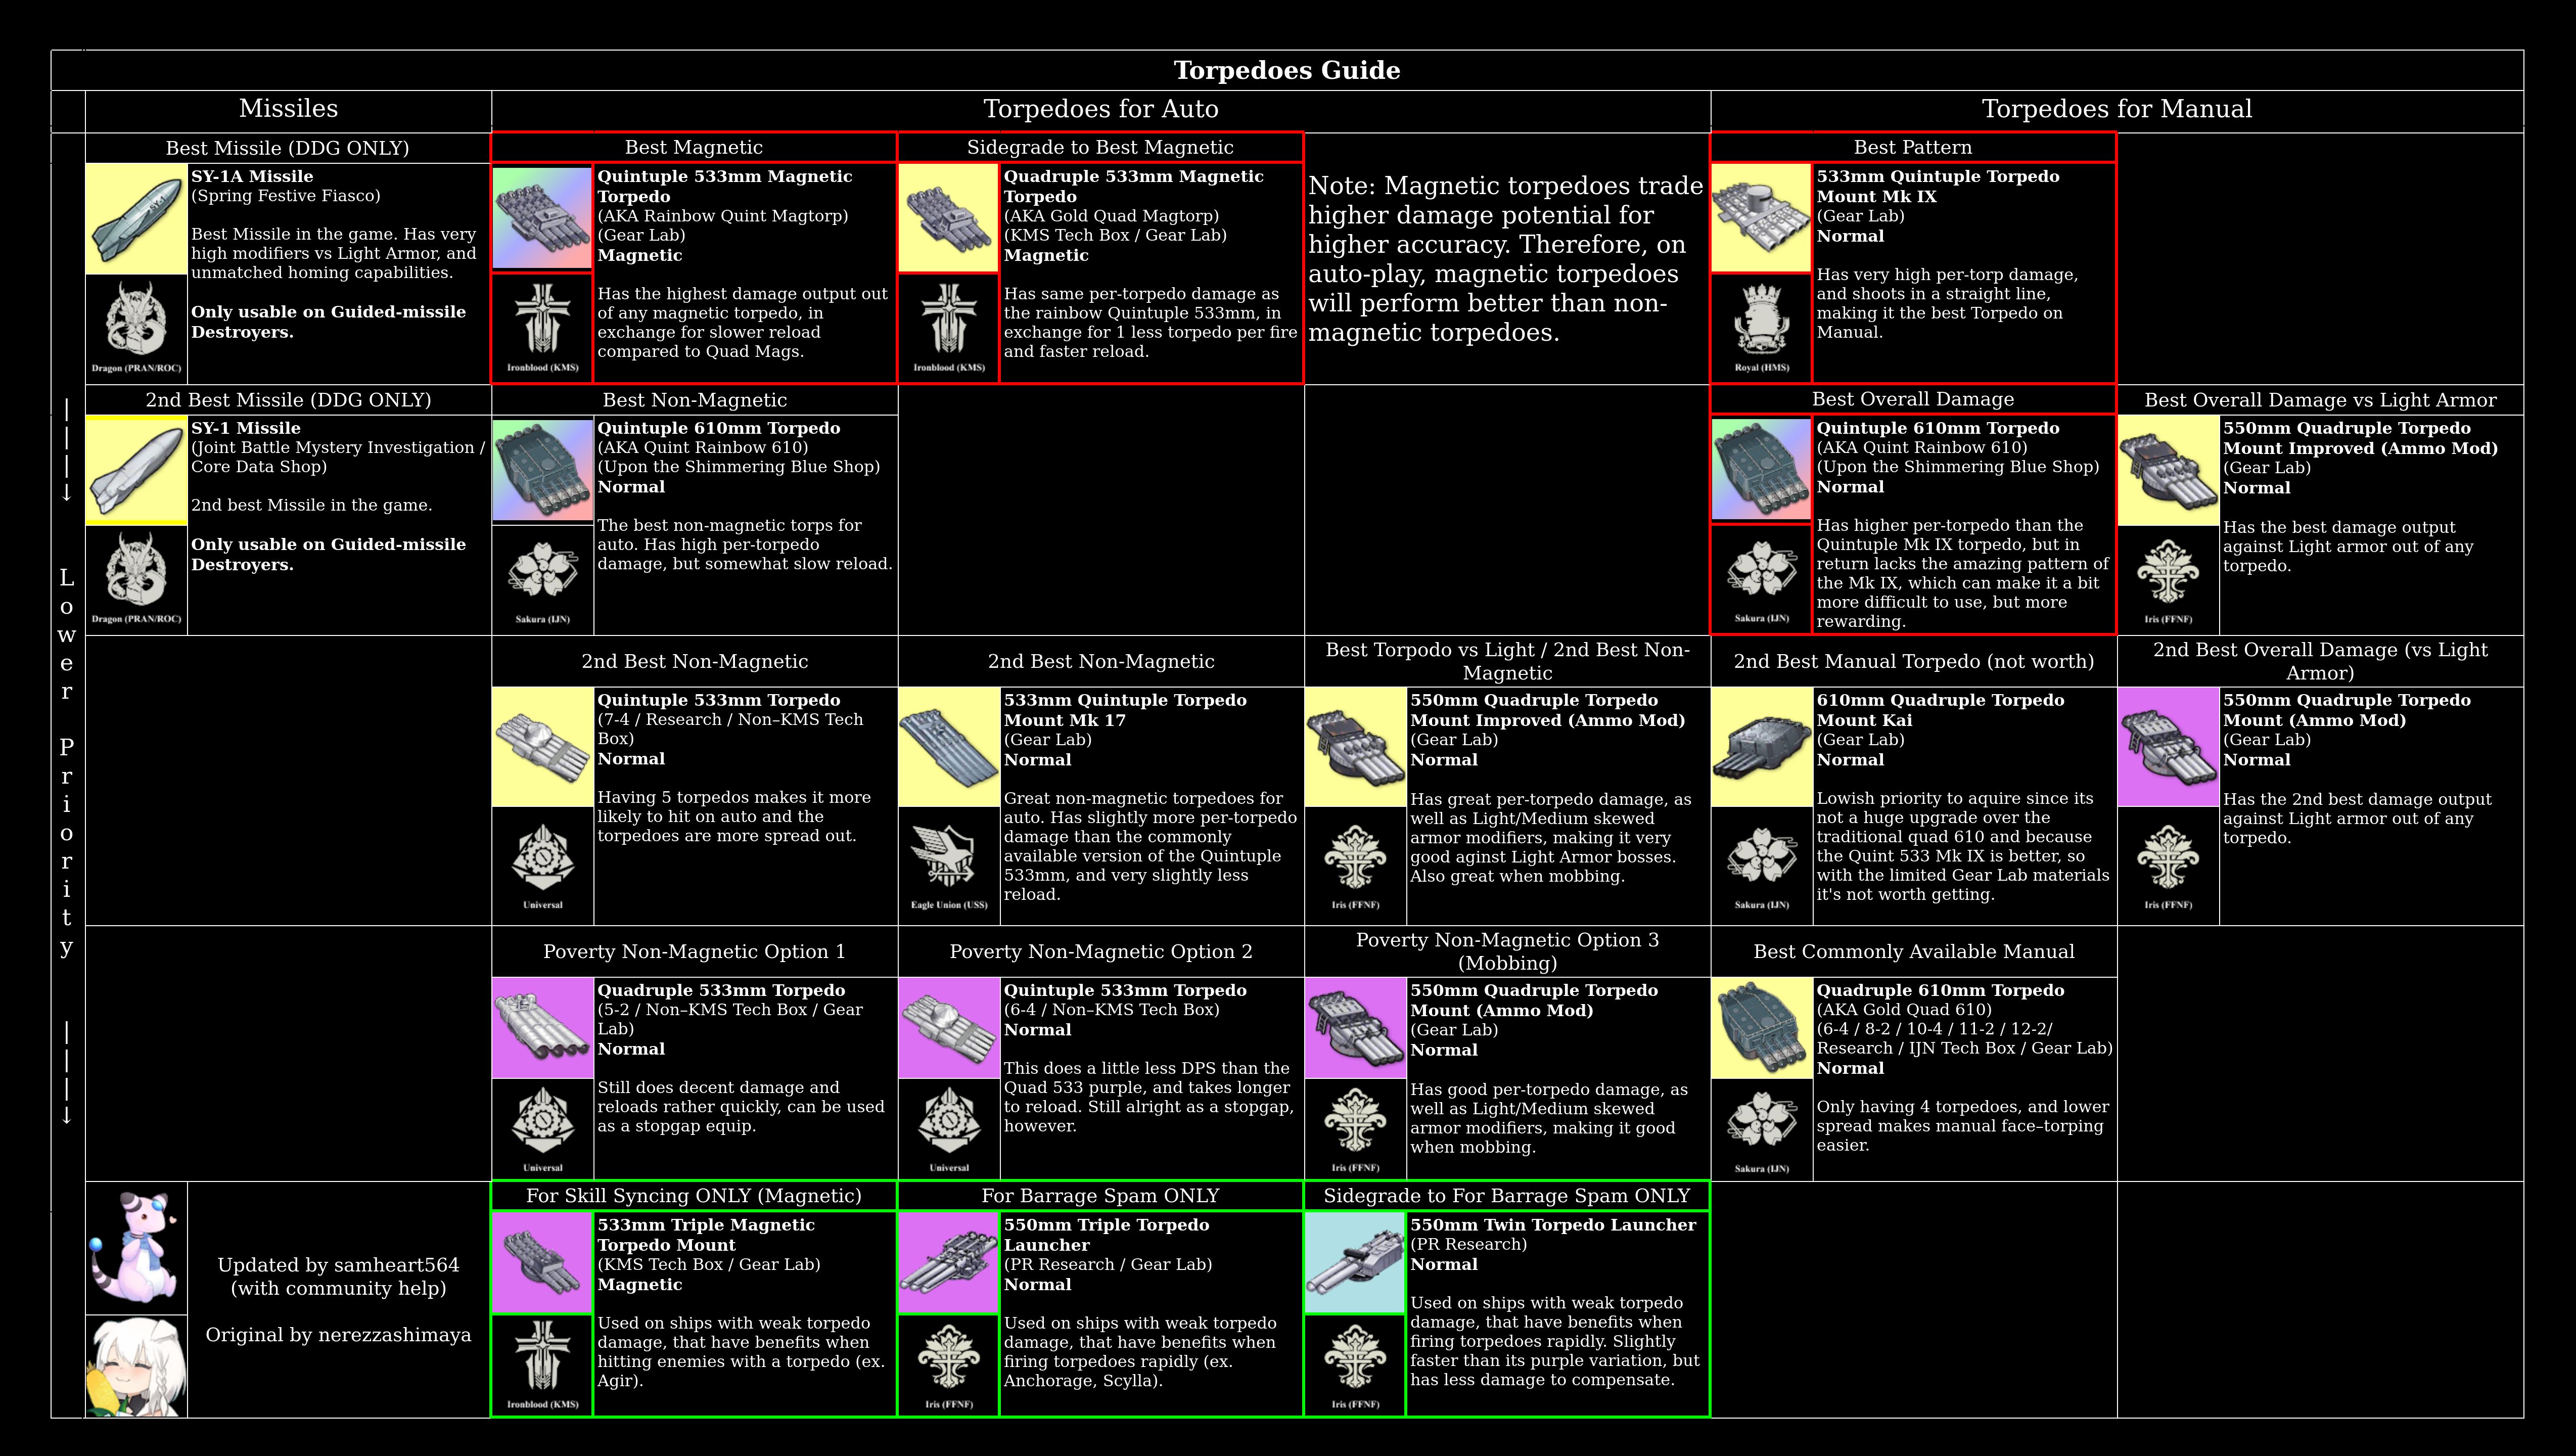 Torpedoes Guide
Missiles
Torpedoes for Auto
Torpedoes for Manual
Lower Priority
Best Missile (DDG ONLY)
SY-1A Missile
(Spring Festive Fiasco)
Best Missile in the game. Has very
high modifiers vs Light Armor, and
unmatched homing capabilities.
Only usable on Guided-missile
Destroyers.
SY-1
Dragon (PRAN/ROC)
Best Magnetic
Quintuple 533mm Magnetic
Torpedo
(AKA Rainbow Quint Magtorp)
(Gear Lab)
Magnetic
Has the highest damage output out
of any magnetic torpedo, in
exchange for slower reload
compared to Quad Mags.
Ironblood (KMS)
Sidegrade to Best Magnetic
Quadruple 533mm Magnetic
Torpedo
(AKA Gold Quad Magtorp)
(KMS Tech Box / Gear Lab)
Magnetic
Has same per-torpedo damage as
the rainbow Quintuple 533mm, in
exchange for 1 less torpedo per fire
and faster reload.
Ironblood (KMS)
Note: Magnetic torpedoes trade
higher damage potential for
higher accuracy. Therefore, on
auto-play, magnetic torpedoes
will perform better than non-
magnetic torpedoes.
Best Pattern
533mm Quintuple Torpedo
Mount Mk IX
(Gear Lab)
Normal
Has very high per-torp damage,
and shoots in a straight line,
making it the best Torpedo on
Manual.
Royal (HMS)
2nd Best Missile (DDG ONLY)
SY-1 Missile
(Joint Battle Mystery Investigation /
Core Data Shop)
2nd best Missile in the game.
Only usable on Guided-missile
Destroyers.
Dragon (PRAN/ROC)
Best Non-Magnetic
Quintuple 610mm Torpedo
(AKA Quint Rainbow 610)
(Upon the Shimmering Blue Shop)
Normal
The best non-magnetic torps for
auto. Has high per-torpedo
damage, but somewhat slow reload.
Sakura (IJN)
Best Overall Damage
Quintuple 610mm Torpedo
(AKA Quint Rainbow 610)
(Upon the Shimmering Blue Shop)
Normal
Has higher per-torpedo than the
Quintuple Mk IX torpedo, but in
return lacks the amazing pattern of
the Mk IX, which can make it a bit
more difficult to use, but more
rewarding.
Sakura (IJN)
Best Overall Damage vs Light Armor
550mm Quadruple Torpedo
Mount Improved (Ammo Mod)
(Gear Lab)
Normal
Has the best damage output
against Light armor out of any
torpedo.
Iris (FFNF)
2nd Best Non-Magnetic
Quintuple 533mm Torpedo
(7-4 / Research / Non–KMS Tech
Box)
Normal
Having 5 torpedos makes it more
likely to hit on auto and the
torpedoes are more spread out.
Universal
2nd Best Non-Magnetic
533mm Quintuple Torpedo
Mount Mk 17
(Gear Lab)
Normal
Great non-magnetic torpedoes for
auto. Has slightly more per-torpedo
damage than the commonly
available version of the Quintuple
533mm, and very slightly less
reload.
Eagle Union (USS)
Best Torpodo vs Light / 2nd Best Non-
Magnetic
550mm Quadruple Torpedo
Mount Improved (Ammo Mod)
(Gear Lab)
Normal
Has great per-torpedo damage, as
well as Light/Medium skewed
armor modifiers, making it very
good aginst Light Armor bosses.
Also great when mobbing.
Iris (FFNF)
2nd Best Manual Torpedo (not worth)
610mm Quadruple Torpedo
Mount Kai
(Gear Lab)
Normal
Lowish priority to aquire since its
not a huge upgrade over the
traditional quad 610 and because
the Quint 533 Mk IX is better, so
with the limited Gear Lab materials
it's not worth getting.
Sakura (IJN)
2nd Best Overall Damage (vs Light
Armor)
550mm Quadruple Torpedo
Mount (Ammo Mod)
(Gear Lab)
Normal
Has the 2nd best damage output
against Light armor out of any
torpedo.
Iris (FFNF)
Poverty Non-Magnetic Option 1
Quadruple 533mm Torpedo
(5-2 / Non–KMS Tech Box / Gear
Lab)
Normal
Still does decent damage and
reloads rather quickly, can be used
as a stopgap equip.
Universal
Poverty Non-Magnetic Option 2
Quintuple 533mm Torpedo
(6-4 / Non–KMS Tech Box)
Normal
This does a little less DPS than the
Quad 533 purple, and takes longer
to reload. Still alright as a stopgap,
however.
Universal
Poverty Non-Magnetic Option 3
(Mobbing)
550mm Quadruple Torpedo
Mount (Ammo Mod)
(Gear Lab)
Normal
Has good per-torpedo damage, as
well as Light/Medium skewed
armor modifiers, making it good
when mobbing.
Iris (FFNF)
Best Commonly Available Manual
Quadruple 610mm Torpedo
(AKA Gold Quad 610)
(6-4 / 8-2 / 10-4 / 11-2 / 12-2/
Research / IJN Tech Box / Gear Lab)
Normal
Only having 4 torpedoes, and lower
spread makes manual face–torping
easier.
Sakura (IJN)
Updated by samheart564
(with community help)
Original by nerezzashimaya
For Skill Syncing ONLY (Magnetic)
533mm Triple Magnetic
Torpedo Mount
(KMS Tech Box / Gear Lab)
Magnetic
Used on ships with weak torpedo
damage, that have benefits when
hitting enemies with a torpedo (ex.
Agir).
Ironblood (KMS)
For Barrage Spam ONLY
550mm Triple Torpedo
Launcher
(PR Research / Gear Lab)
Normal
Used on ships with weak torpedo
damage, that have benefits when
firing torpedoes rapidly (ex.
Anchorage, Scylla).
Iris (FFNF)
Sidegrade to For Barrage Spam ONLY
550mm Twin Torpedo Launcher
(PR Research)
Normal
Used on ships with weak torpedo
damage, that have benefits when
firing torpedoes rapidly. Slightly
faster than its purple variation, but
has less damage to compensate.
Iris (FFNF)